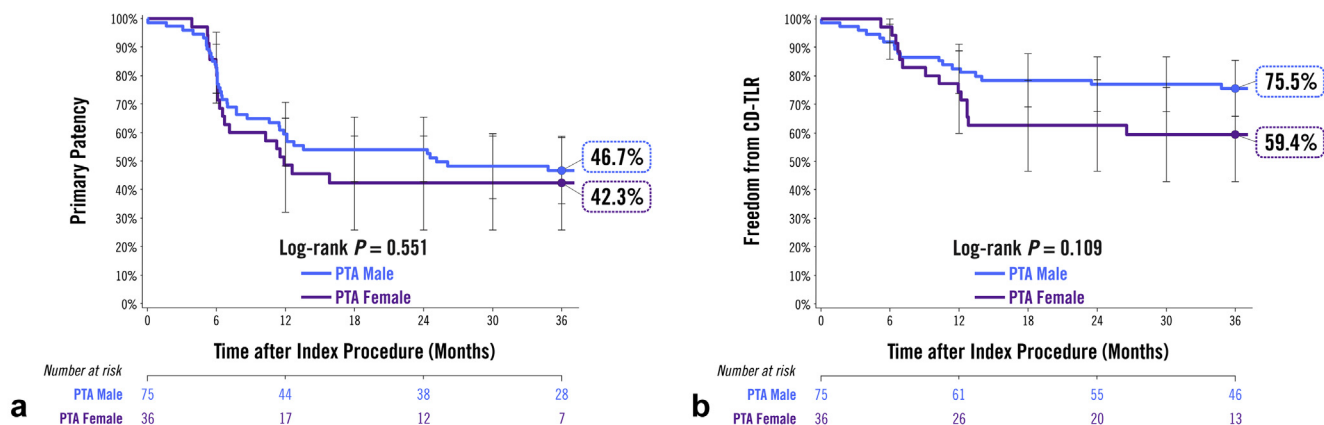 100%
90%
80%
70%
60%
50%
40%
30%
20%
10%
0%
Primary Patency
46.7%
42.3%
Log-rank P = 0.551
PTA Male
PTA Female
0 6 12 18 24 30 36
Time after Index Procedure (Months)
Number at risk
PTA Male 75 44 38 28
PTA Female 36 17 12 7
a
100%
90%
80%
70%
60%
50%
40%
30%
20%
10%
0%
Freedom from CD-TLR
75.5%
59.4%
Log-rank P = 0.109
PTA Male
PTA Female
0 6 12 18 24 30 36
Time after Index Procedure (Months)
Number at risk
PTA Male 75 61 55 46
PTA Female 36 26 20 13
b